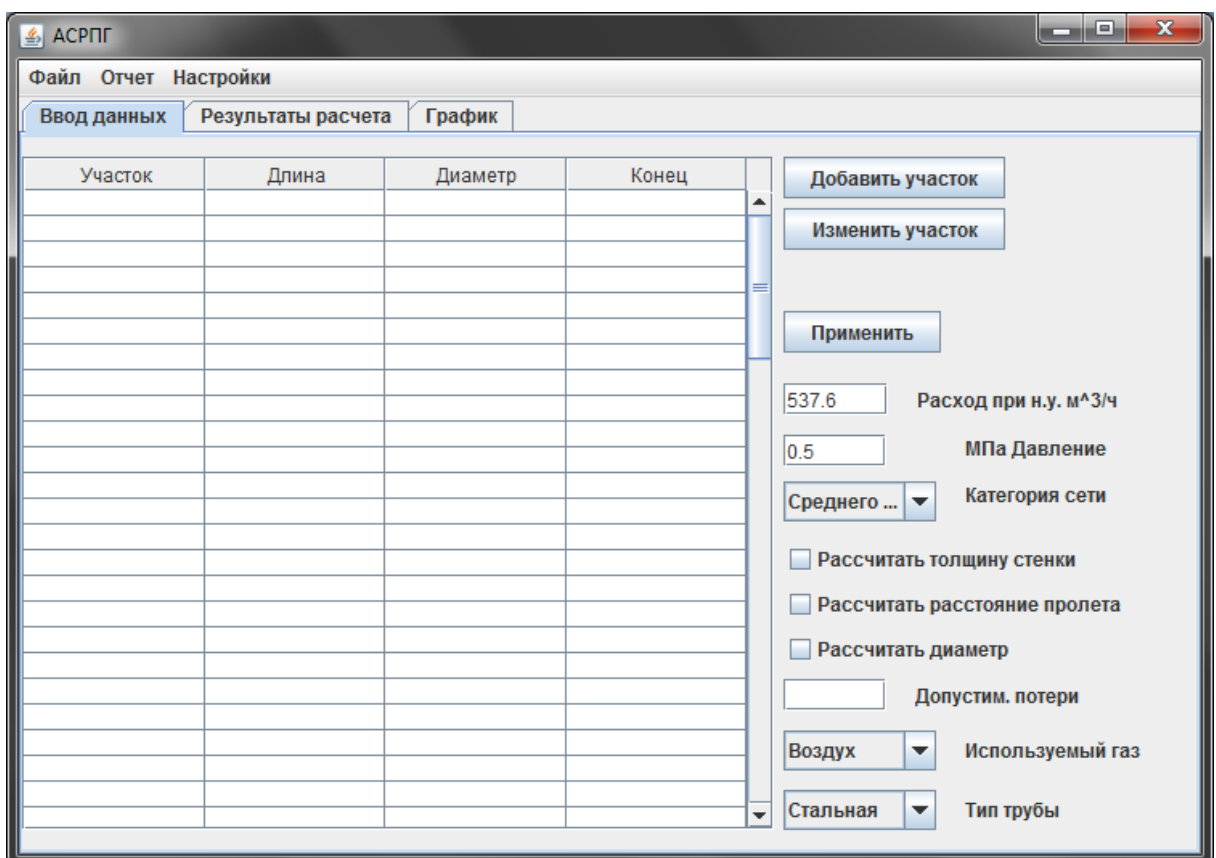 АСРПГ
Файл Отчет Настройки
Ввод данных Результаты расчета График
Участок Длина Диаметр Конец
Добавить участок
Изменить участок
Применить
537.6 Расход при н.у. м^3/ч
0.5 МПа Давление
Среднего ... Категория сети
Рассчитать толщину стенки
Рассчитать расстояние пролета
Рассчитать диаметр
Допустим. потери
Воздух Используемый газ
Стальная Тип трубы